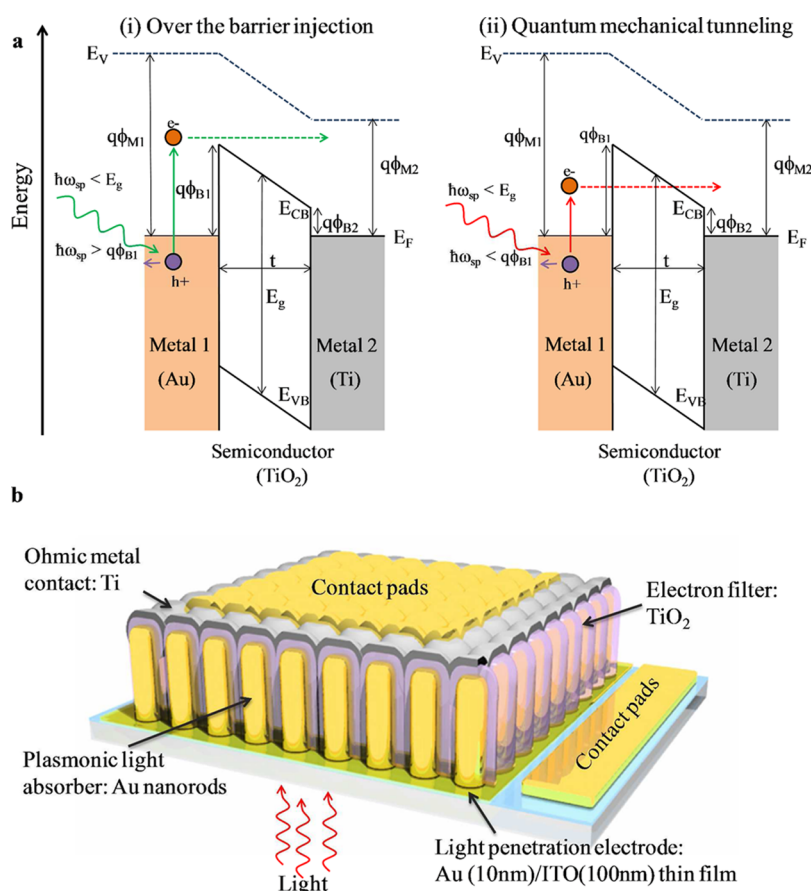 a
(i) Over the barrier injection
Energy
E_V
qϕ_M1
e-
qϕ_B1
ħω_sp < E_g
ħω_sp > qϕ_B1
h+
t
E_g
E_CB
qϕ_B2
qϕ_M2
E_F
Metal 1
(Au)
Metal 2
(Ti)
E_VB
Semiconductor
(TiO₂)
(ii) Quantum mechanical tunneling
E_V
qϕ_M1
qϕ_B1
e-
ħω_sp < E_g
ħω_sp < qϕ_B1
h+
t
E_g
E_CB
qϕ_B2
qϕ_M2
E_F
Metal 1
(Au)
Metal 2
(Ti)
E_VB
Semiconductor
(TiO₂)
b
Ohmic metal
contact: Ti
Contact pads
Electron filter:
TiO₂
Contact pads
Plasmonic light
absorber: Au nanorods
Light
Light penetration electrode:
Au (10nm)/ITO(100nm) thin film